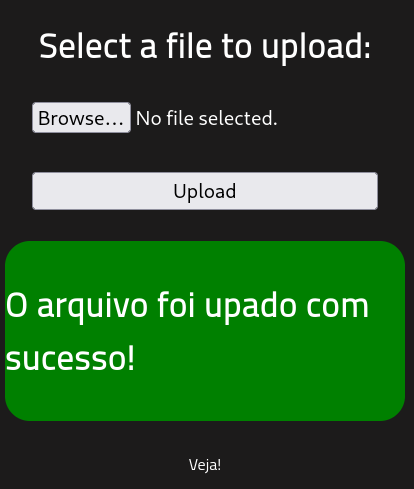 Select a file to upload:
Browse... No file selected.
Upload
O arquivo foi upado com
sucesso!
Veja!